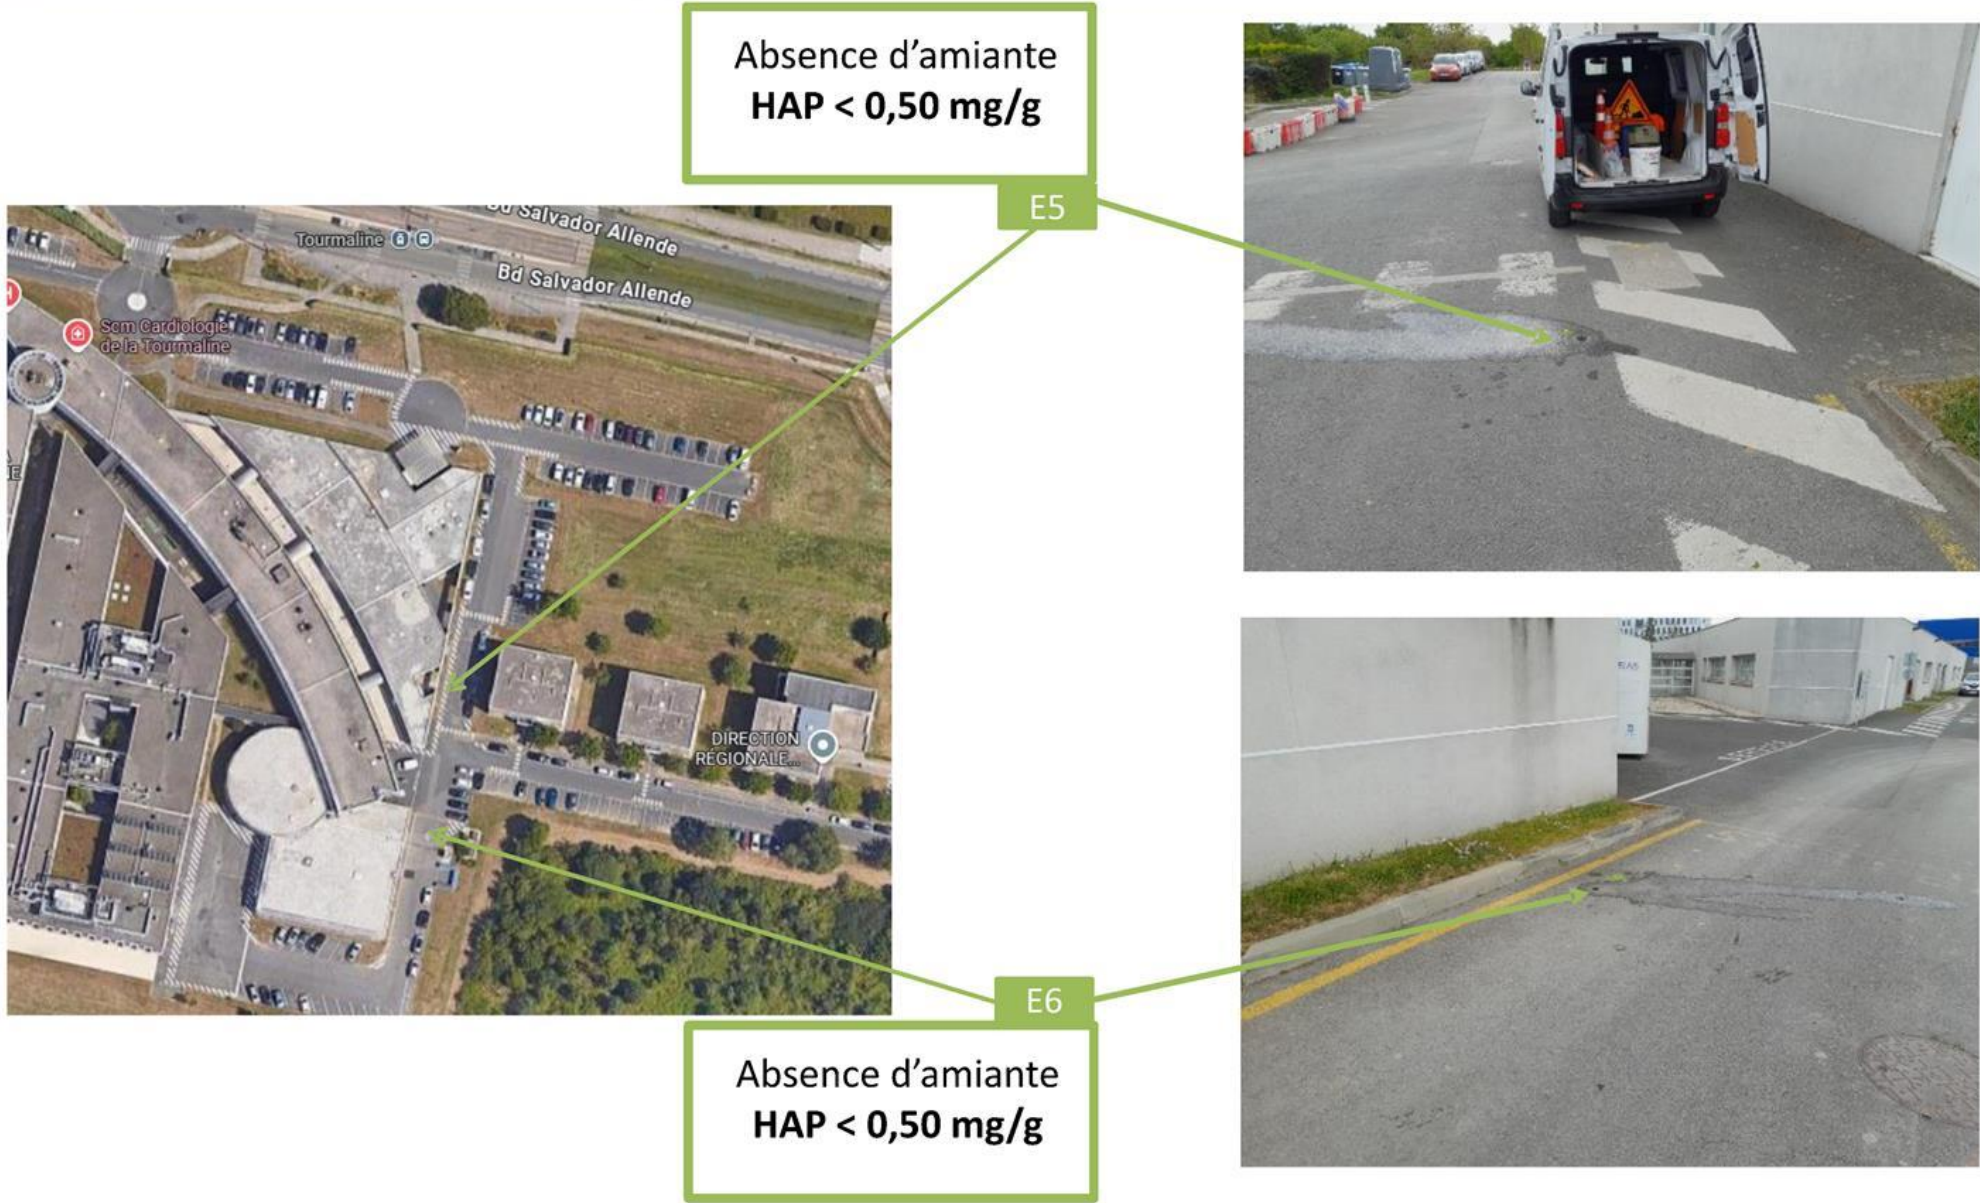 Absence d’amiante
HAP < 0,50 mg/g
E5
Bd Salvador Allende
Tourmaline
Bd Salvador Allende
Scm Cardiologie
de la Tourmaline
DIRECTION
RÉGIONALE...
E6
Absence d’amiante
HAP < 0,50 mg/g